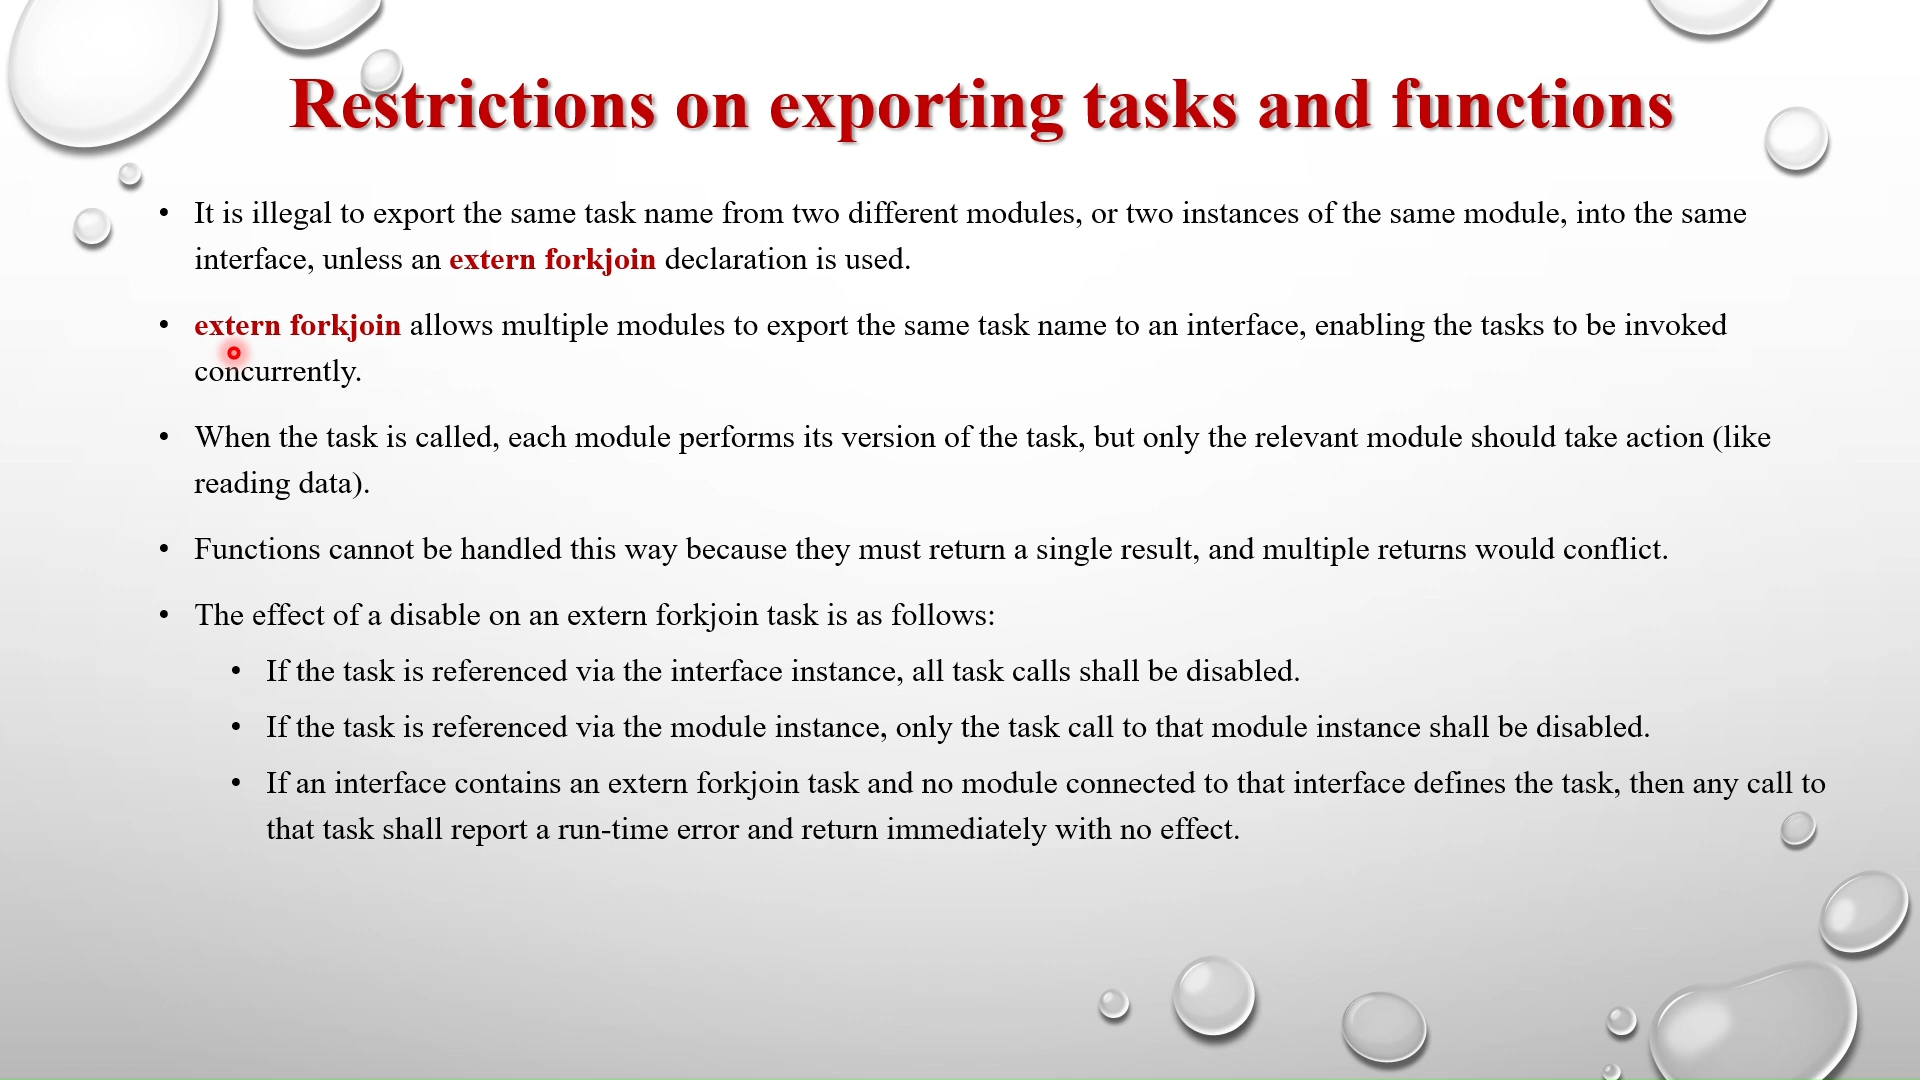 Restrictions on exporting tasks and functions
• It is illegal to export the same task name from two different modules, or two instances of the same module, into the same
interface, unless an extern forkjoin declaration is used.
• extern forkjoin allows multiple modules to export the same task name to an interface, enabling the tasks to be invoked
concurrently.
• When the task is called, each module performs its version of the task, but only the relevant module should take action (like
reading data).
• Functions cannot be handled this way because they must return a single result, and multiple returns would conflict.
• The effect of a disable on an extern forkjoin task is as follows:
• If the task is referenced via the interface instance, all task calls shall be disabled.
• If the task is referenced via the module instance, only the task call to that module instance shall be disabled.
• If an interface contains an extern forkjoin task and no module connected to that interface defines the task, then any call to
that task shall report a run-time error and return immediately with no effect.